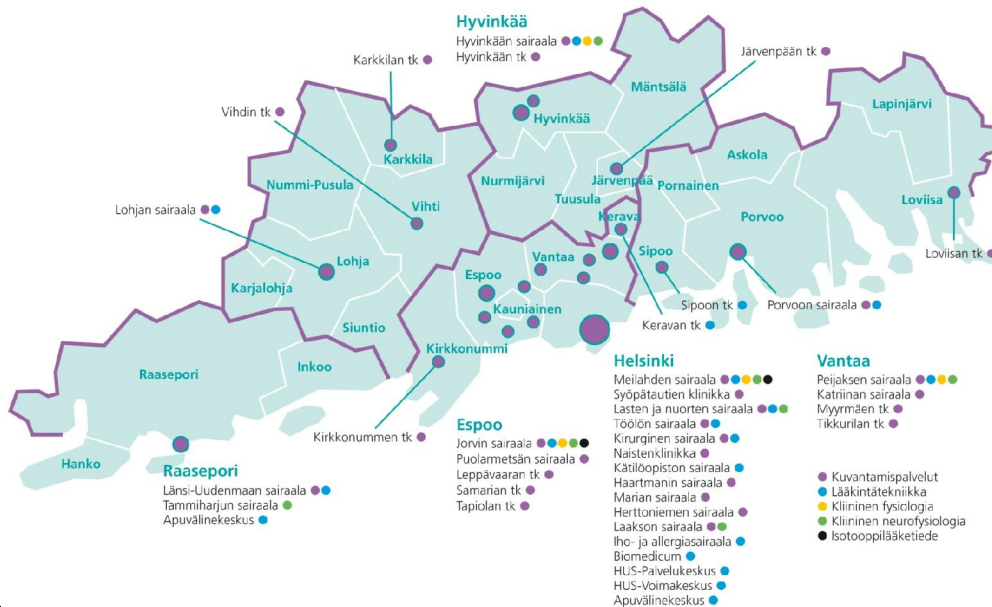 Hyvinkää
Hyvinkään sairaala
Hyvinkään tk
Karkkilan tk
Järvenpään tk
Vihdin tk
Mäntsälä
Lapinjärvi
Hyvinkää
Karkkila
Askola
Nummi-Pusula
Nurmijärvi
Järvenpää
Pornainen
Tuusula
Loviisa
Lohjan sairaala
Vihti
Kerava
Porvoo
Lohja
Vantaa
Sipoo
Loviisan tk
Espoo
Karjalohja
Kauniainen
Sipoon tk
Porvoon sairaala
Siuntio
Keravan tk
Kirkkonummi
Inkoo
Raasepori
Kirkkonummen tk
Hanko
Raasepori
Länsi-Uudenmaan sairaala
Tammiharjun sairaala
Apuvälinekeskus
Espoo
Jorvin sairaala
Puolarmetsän sairaala
Leppävaaran tk
Samarian tk
Tapiolan tk
Helsinki
Meilahden sairaala
Syöpätautien klinikka
Lasten ja nuorten sairaala
Töölön sairaala
Kirurginen sairaala
Naistenklinikka
Kätilöopiston sairaala
Haartmanin sairaala
Marian sairaala
Herttoniemen sairaala
Laakson sairaala
Iho- ja allergiasairaala
Biomedicum
HUS-Palvelukeskus
HUS-Voimakeskus
Apuvälinekeskus
Vantaa
Peijaksen sairaala
Katriinan sairaala
Myyrmäen tk
Tikkurilan tk
Kuvantamispalvelut
Lääkintätekniikka
Kliininen fysiologia
Kliininen neurofysiologia
Isotooppilääketiede